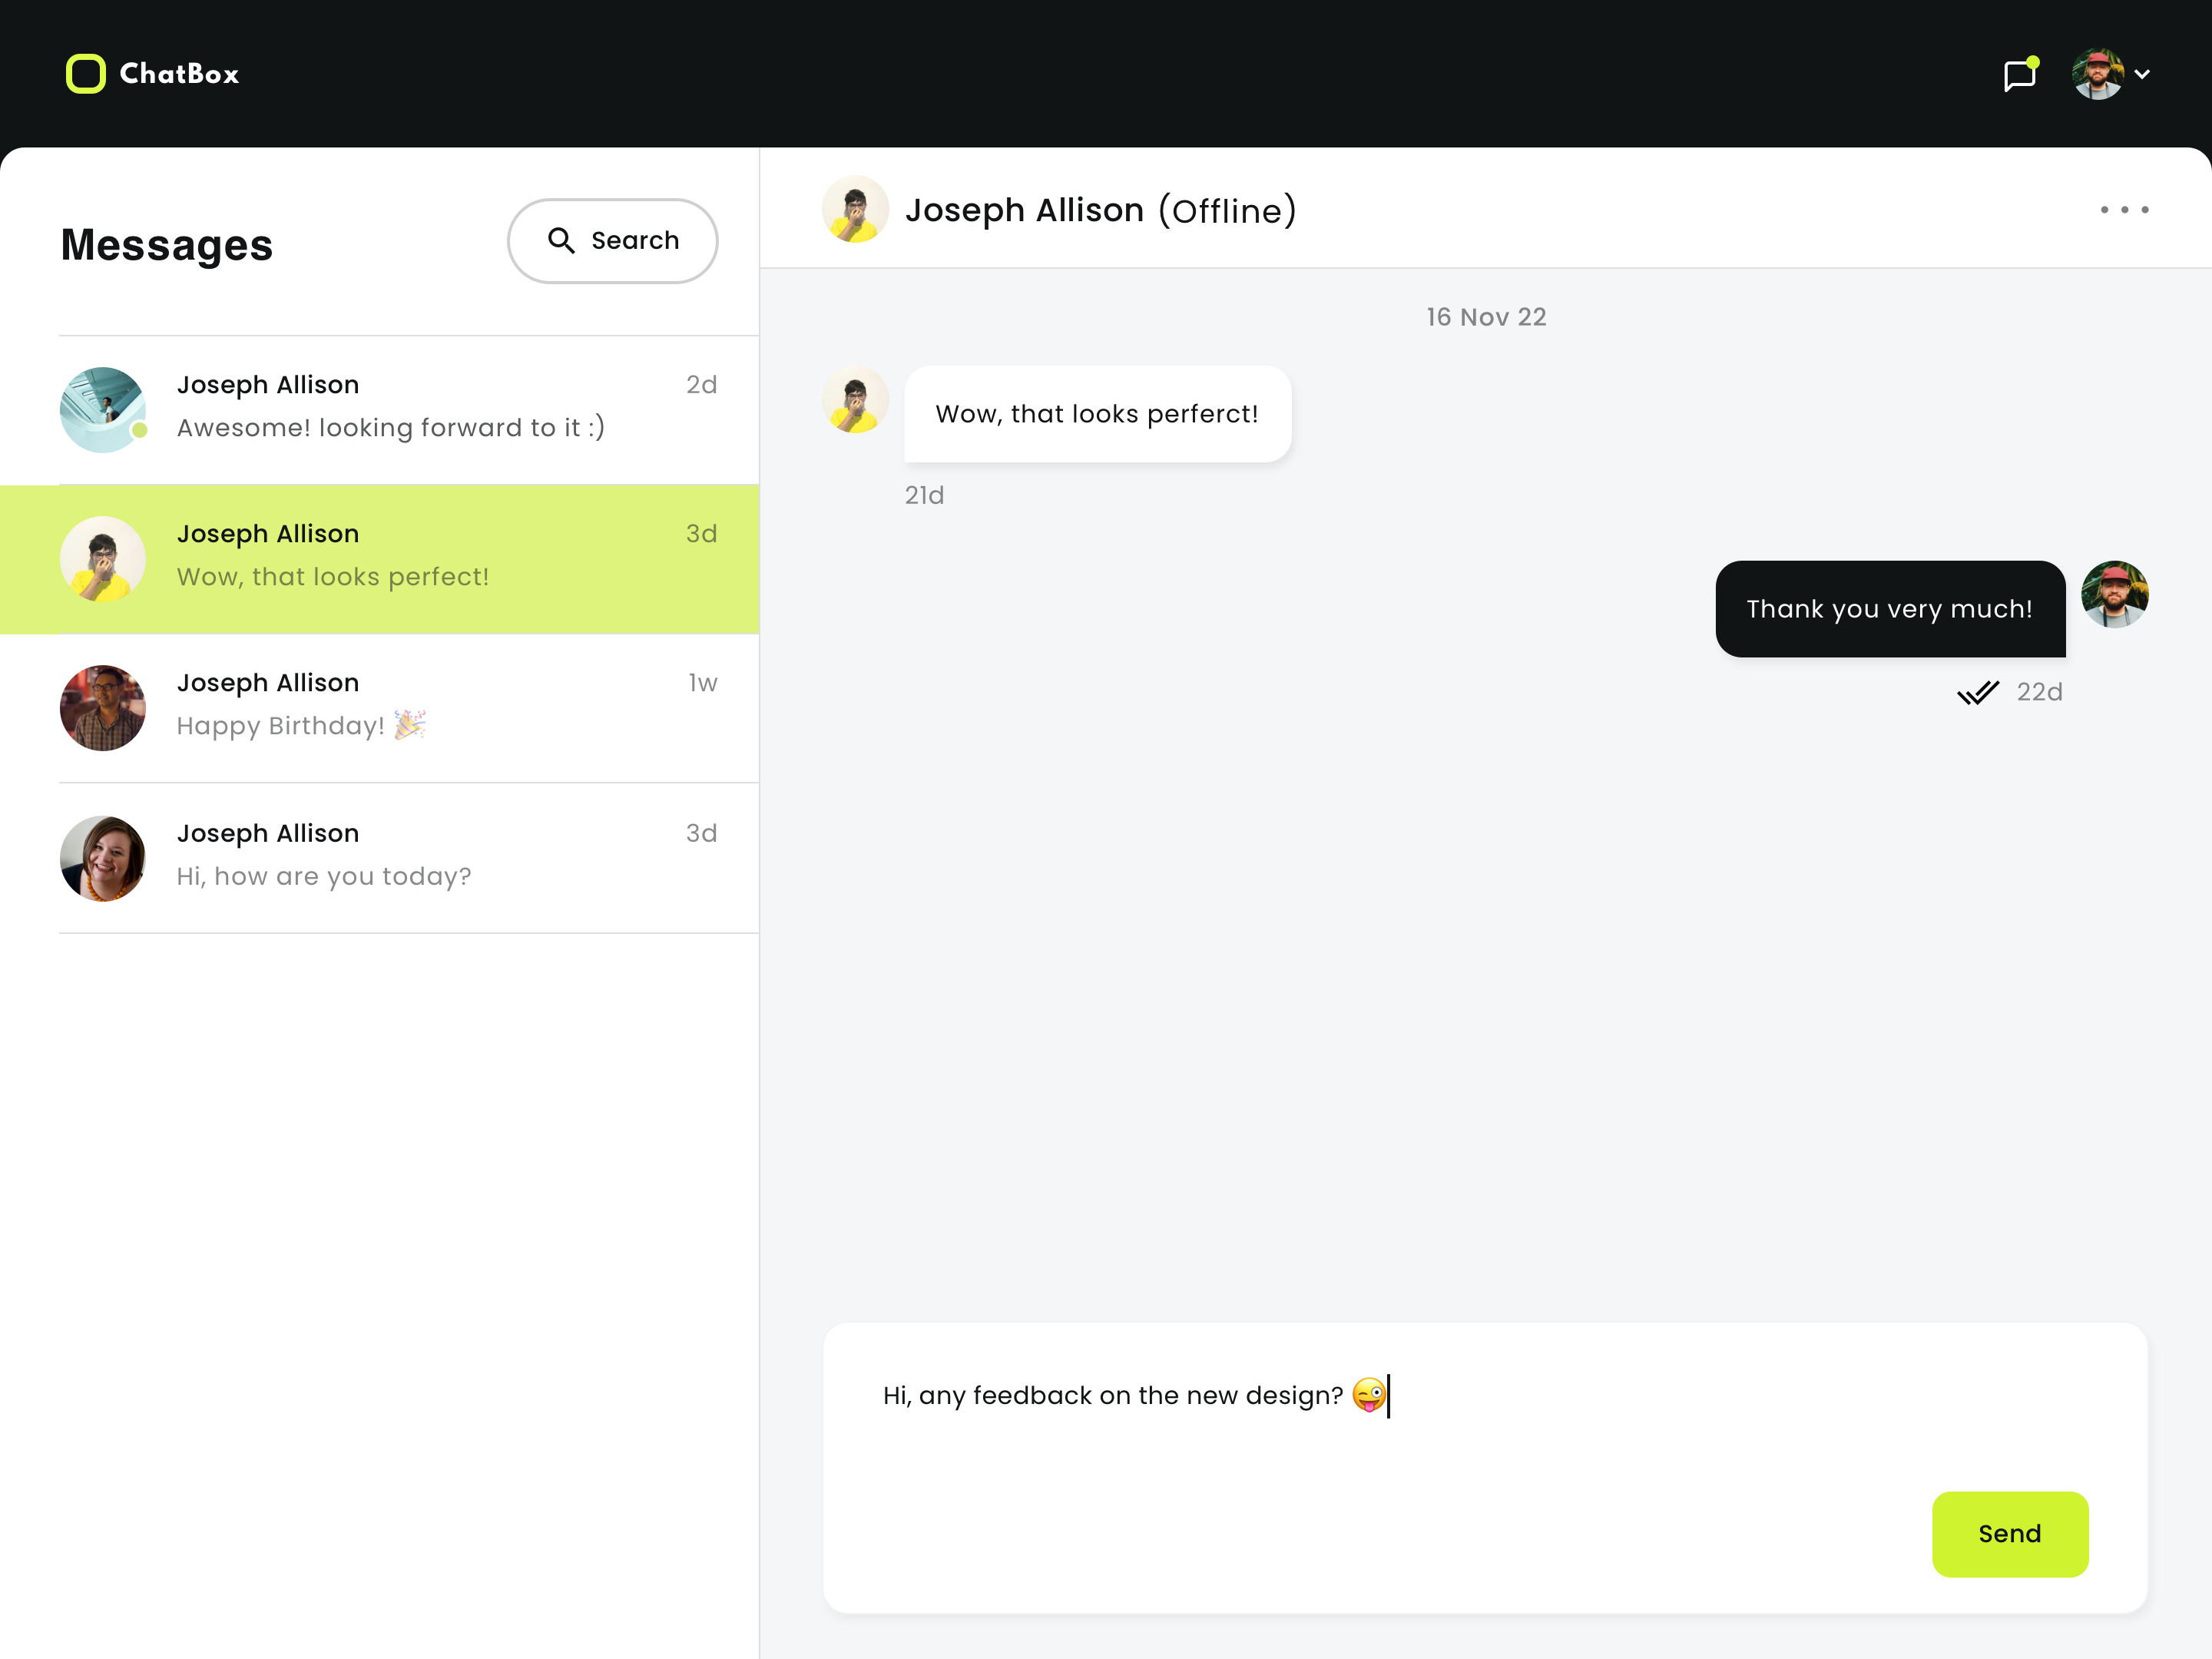 ChatBox
Messages
Search
Joseph Allison 2d
Awesome! looking forward to it :)
Joseph Allison 3d
Wow, that looks perfect!
Joseph Allison 1w
Happy Birthday! 🎉
Joseph Allison 3d
Hi, how are you today?
Joseph Allison (Offline)
16 Nov 22
Wow, that looks perferct!
21d
Thank you very much!
22d
Hi, any feedback on the new design? 😜
Send